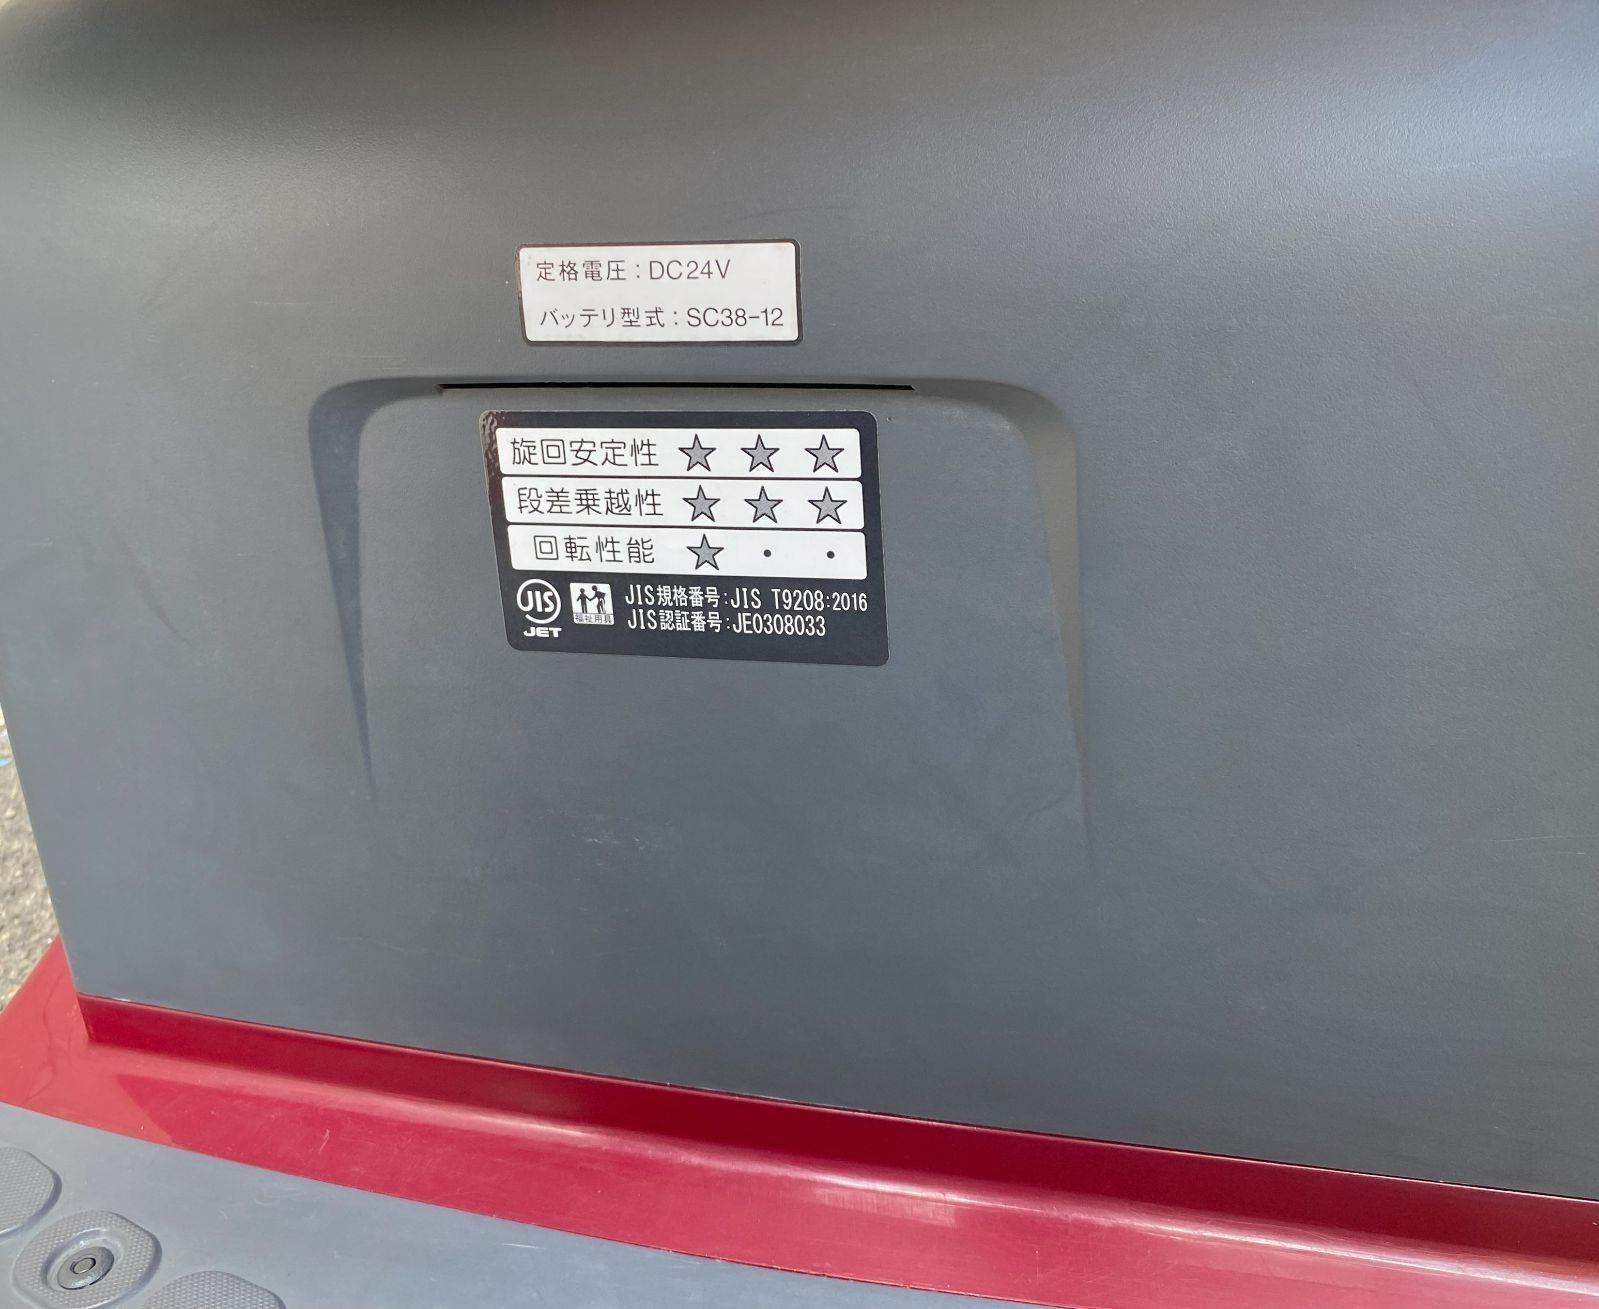 定格電圧：DC24V
バッテリ型式：SC38-12
旋回安定性 ★ ★ ★
段差乗越性 ★ ★ ★
回転性能 ★ ・ ・
JIS
JET
福祉用具
JIS規格番号:JIS T9208:2016
JIS認証番号:JE0308033